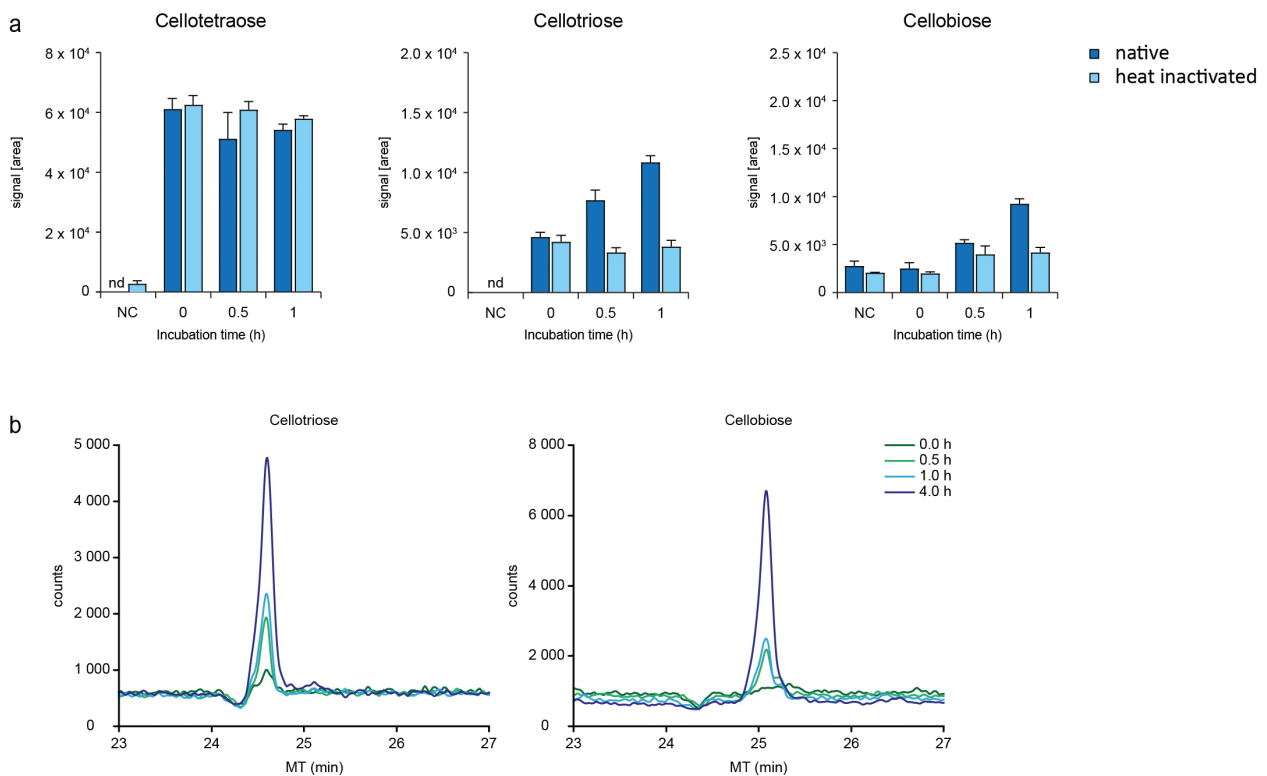 a
Cellotetraose
Cellotriose
Cellobiose
native
heat inactivated
8 x 10⁴
6 x 10⁴
4 x 10⁴
2 x 10⁴
0
signal [area]
nd
NC 0 0.5 1
Incubation time (h)
2.0 x 10⁴
1.5 x 10⁴
1.0 x 10⁴
5.0 x 10³
0
signal [area]
nd
NC 0 0.5 1
Incubation time (h)
2.5 x 10⁴
2.0 x 10⁴
1.5 x 10⁴
1.0 x 10⁴
5.0 x 10³
0
signal [area]
NC 0 0.5 1
Incubation time (h)
b
Cellotriose
5 000
4 000
3 000
2 000
1 000
0
counts
23 24 25 26 27
MT (min)
Cellobiose
8 000
6 000
4 000
2 000
0
counts
23 24 25 26 27
MT (min)
0.0 h
0.5 h
1.0 h
4.0 h